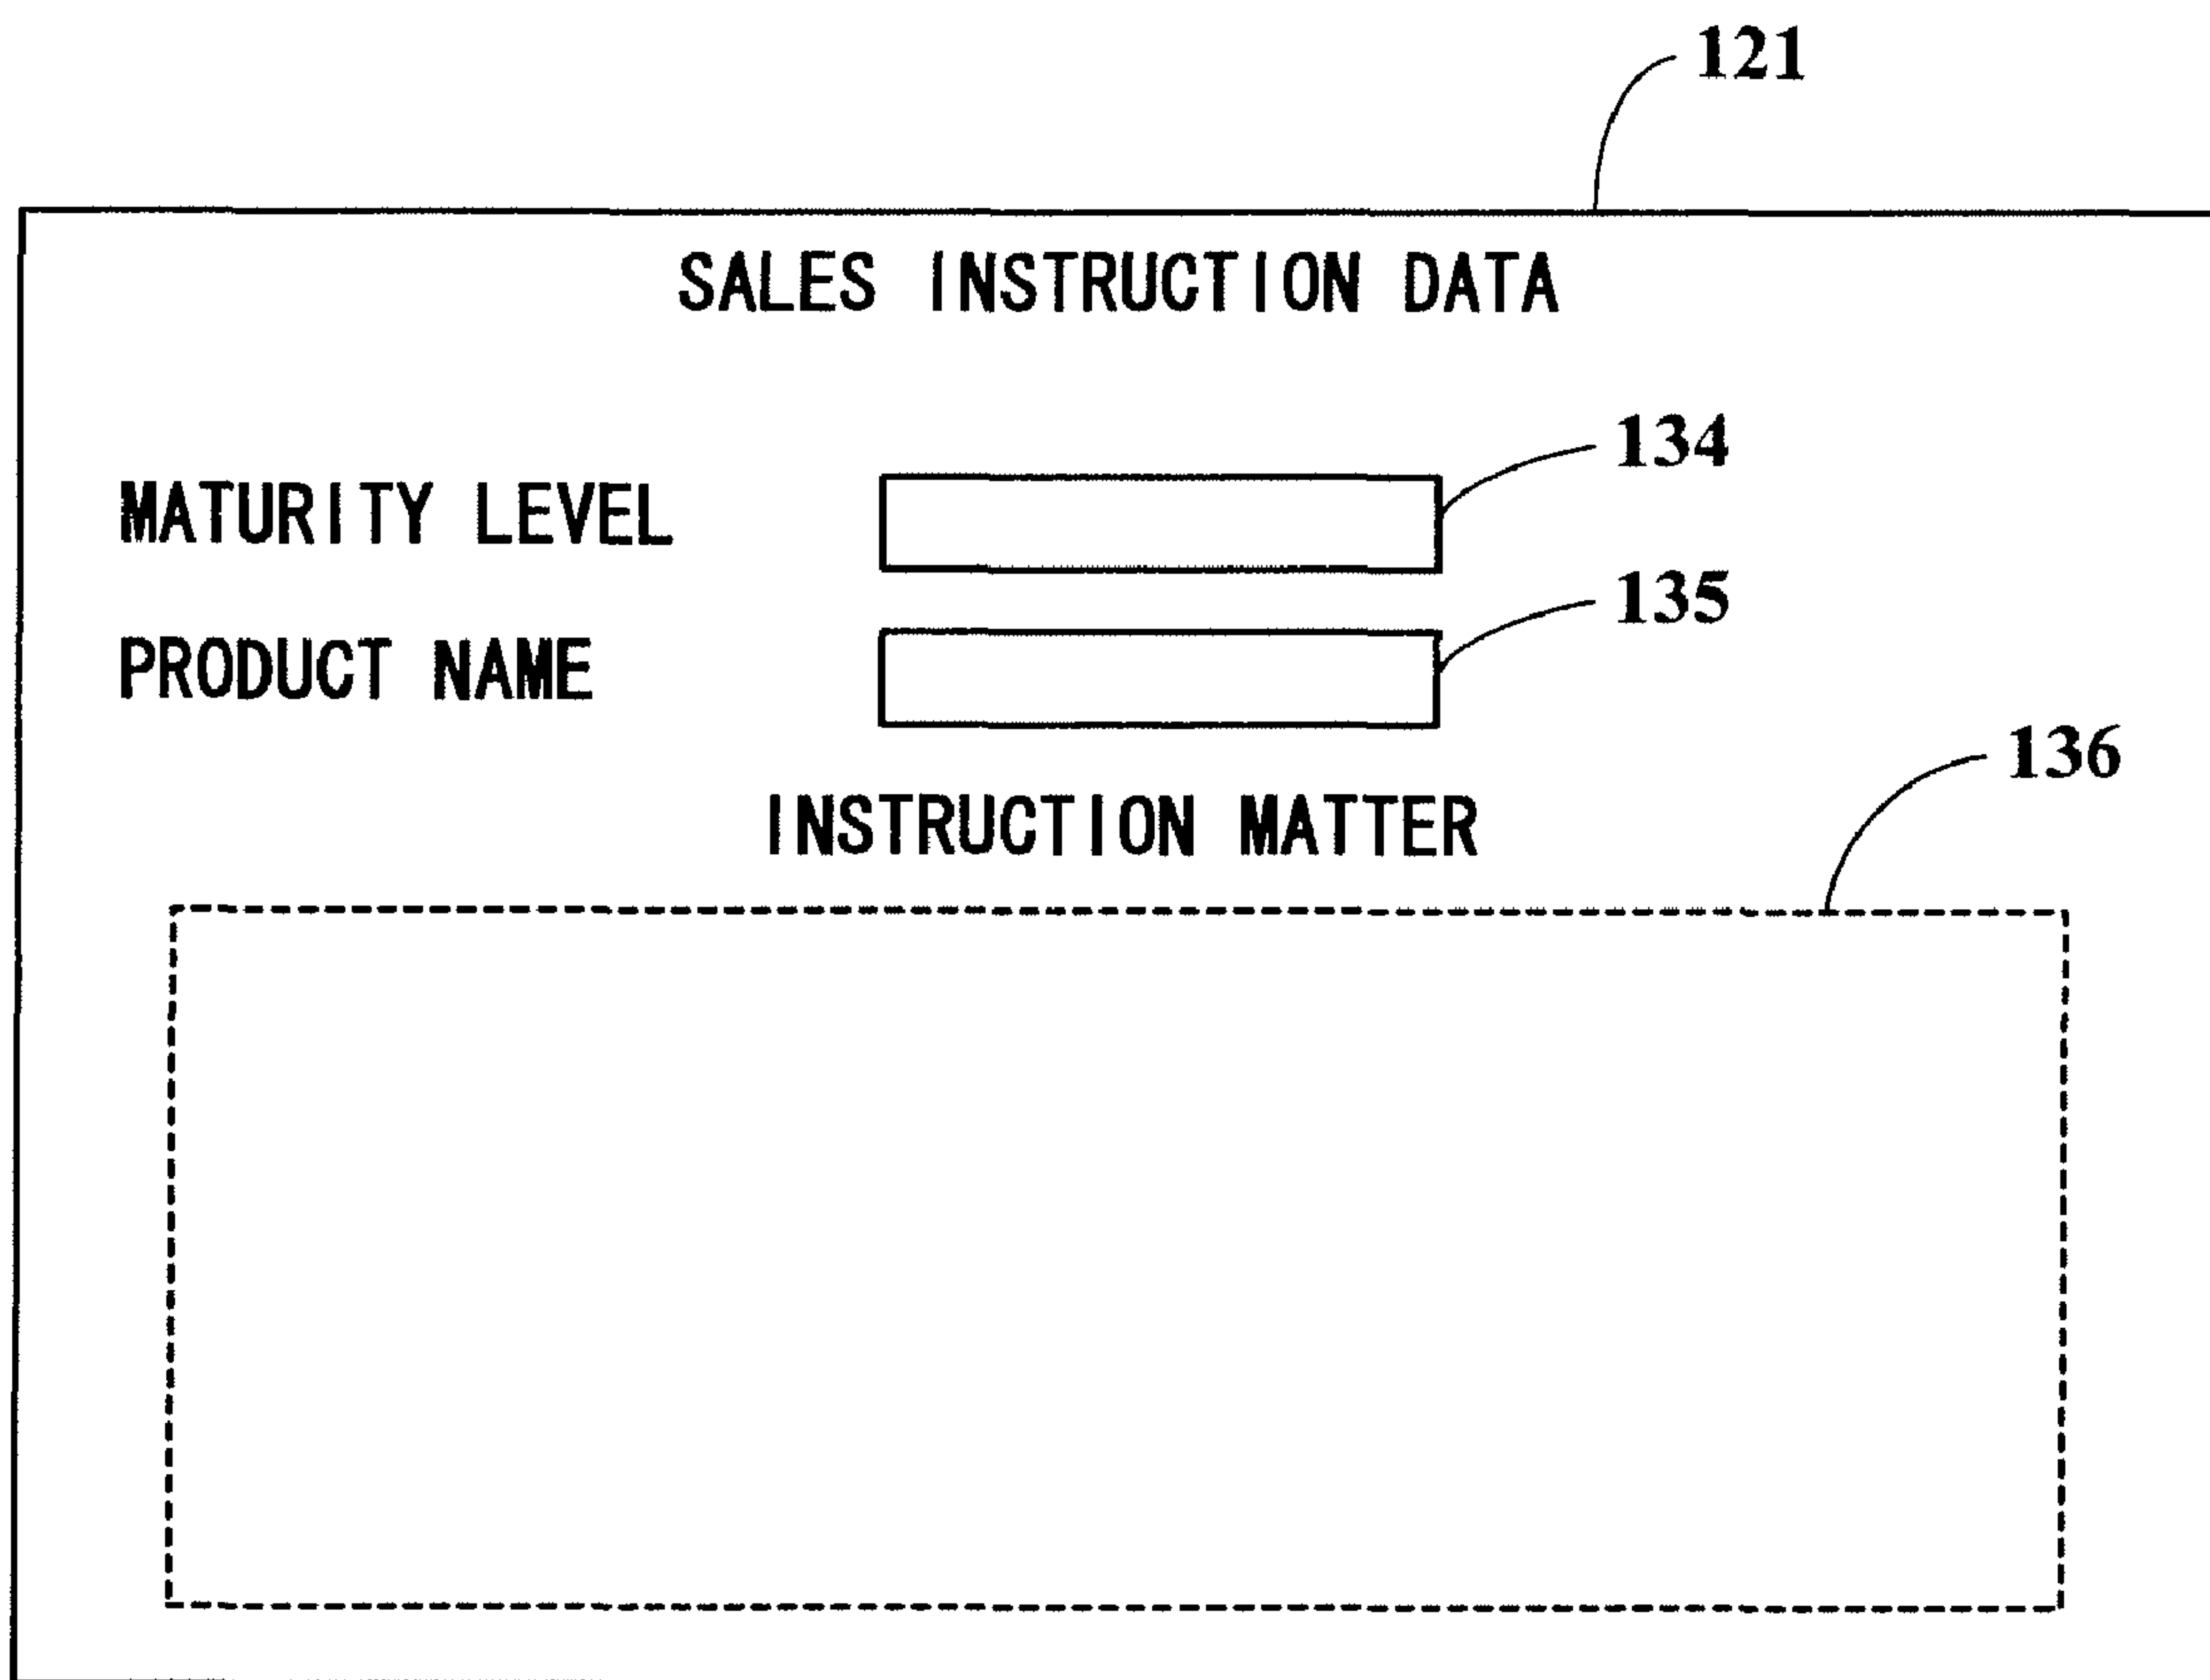 121
SALES INSTRUCTION DATA
MATURITY LEVEL 134
PRODUCT NAME 135
136
INSTRUCTION MATTER